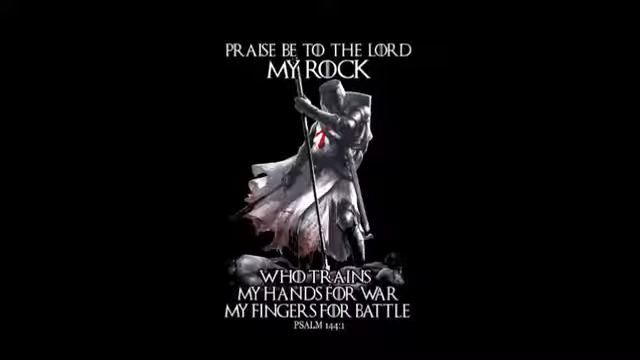 PRAISE BE TO THE LORD
MY ROCK
WHO TRAINS
MY HANDS FOR WAR
MY FINGERS FOR BATTLE
PSALM 144:1